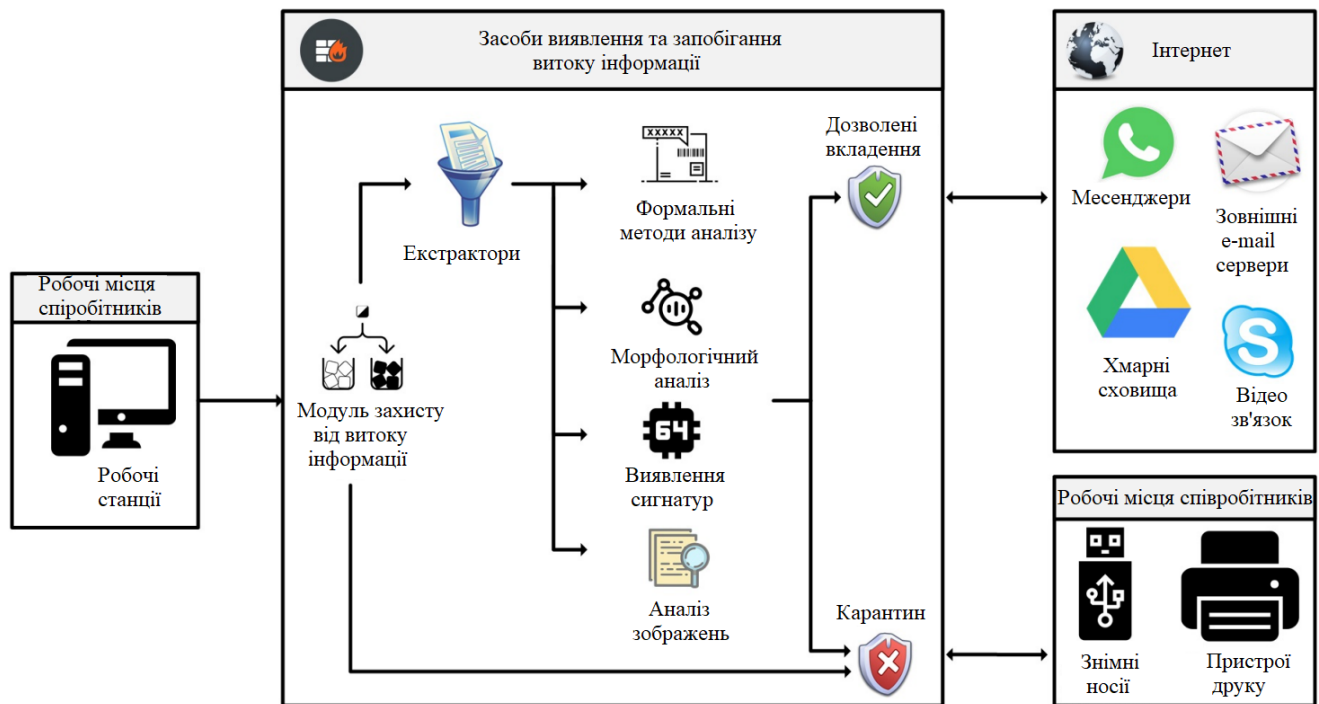 Робочі місця
спіробітників
Робочі
станції
Засоби виявлення та запобігання
витоку інформації
Модуль захисту
від витоку
інформації
Екстрактори
XXXXX
Формальні
методи аналізу
Морфологічний
аналіз
64
Виявлення
сигнатур
Аналіз
зображень
Дозволені
вкладення
Карантин
Інтернет
Месенджери
Зовнішні
e-mail
сервери
Хмарні
сховища
S
Відео
зв'язок
Робочі місця співробітників
Знімні
носії
Пристрої
друку